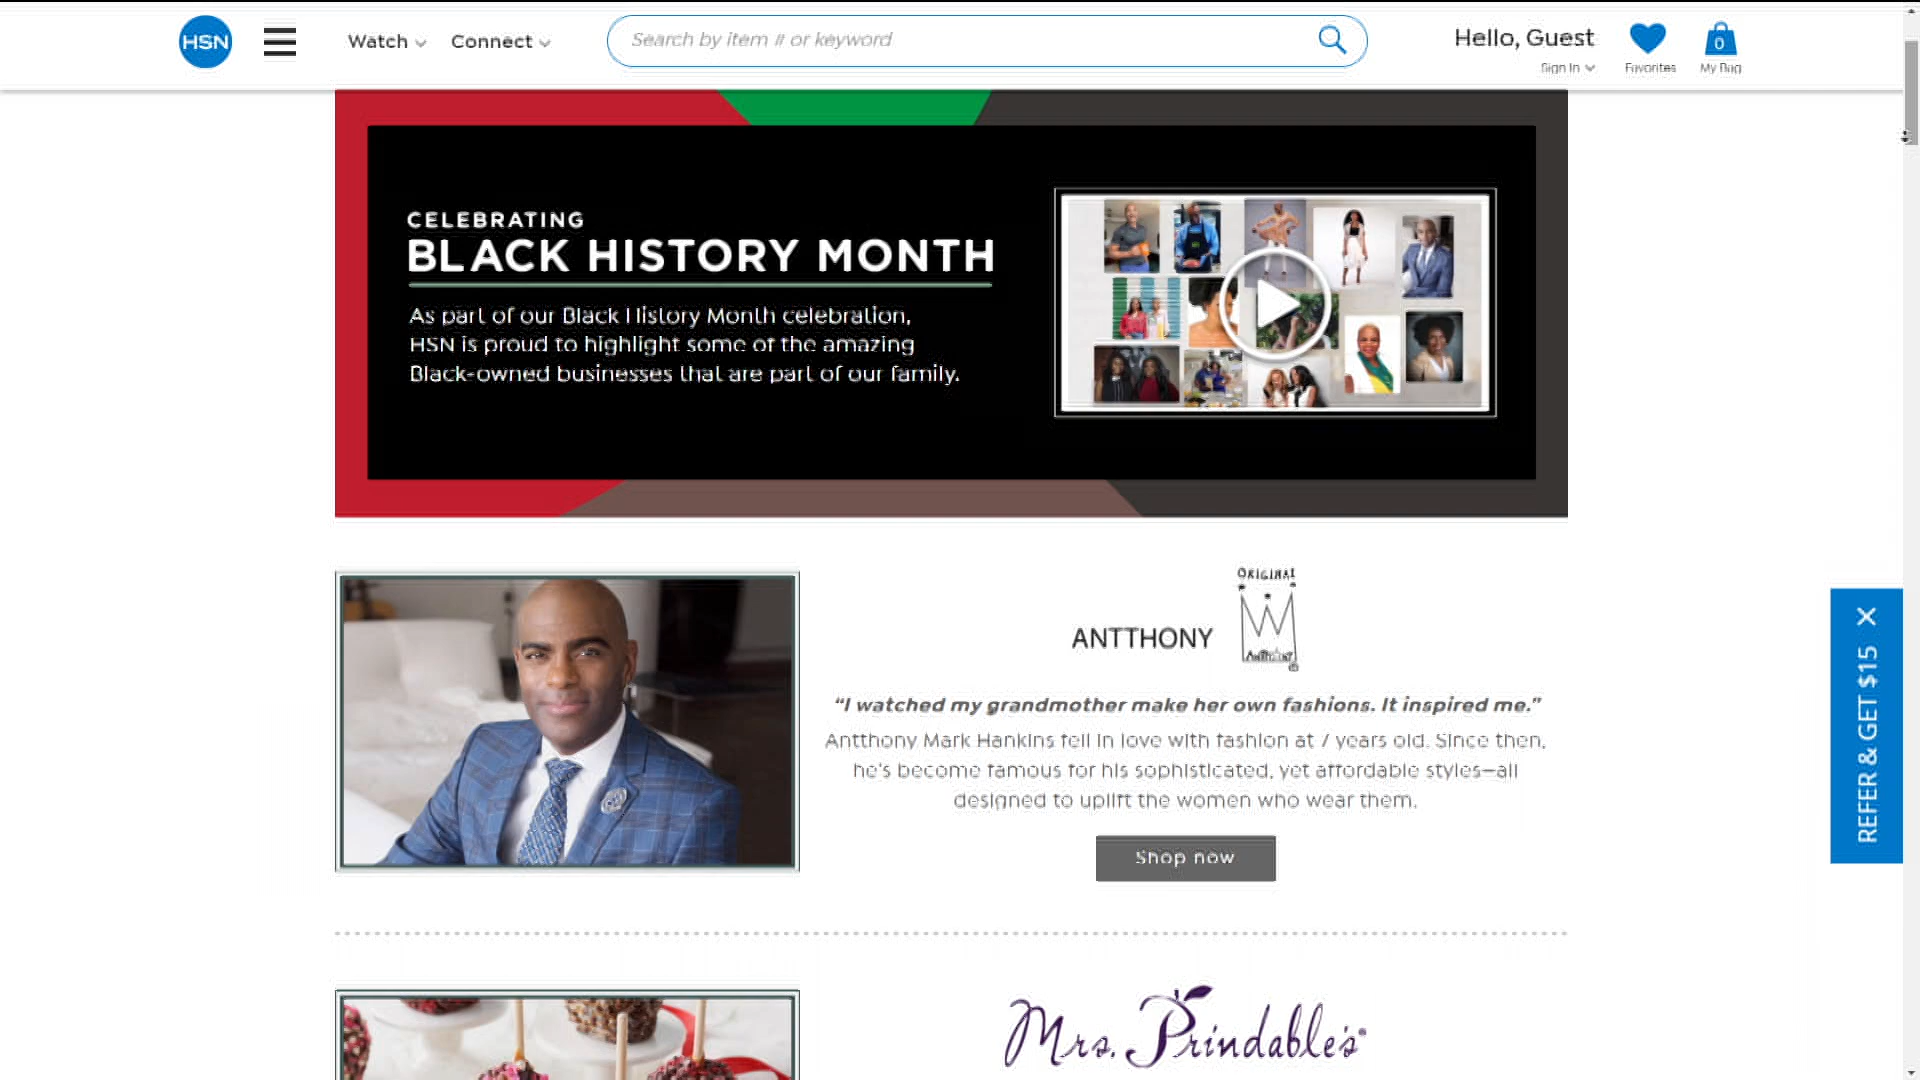 HSN
Watch
Connect
Search by item # or keyword
Hello, Guest
Sign In
Favorites
0
My Bag
CELEBRATING
BLACK HISTORY MONTH
As part of our Black History Month celebration,
HSN is proud to highlight some of the amazing
Black-owned businesses that are part of our family.
ORIGINAL
ANTTHONY
“I watched my grandmother make her own fashions. It inspired me.”
Antthony Mark Hankins fell in love with fashion at 7 years old. Since then,
he's become famous for his sophisticated, yet affordable styles—all
designed to uplift the women who wear them.
Shop now
REFER & GET $15
Mrs. Prindable's®